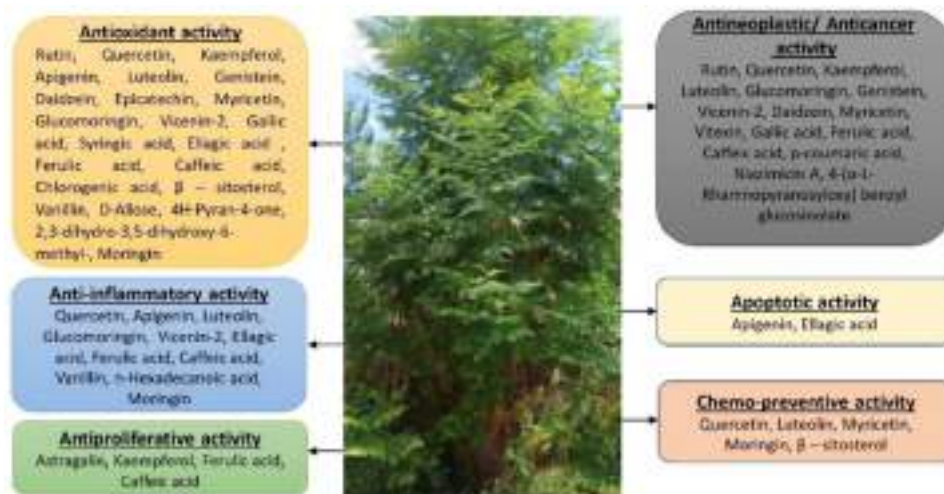 Antioxidant activity
Rutin, Quercetin, Kaempferol,
Apigenin, Luteolin, Genistein,
Daidzein, Epicatechin, Myricetin,
Glucomoringin, Vicenin-2, Gallic
acid, Syringic acid, Ellagic acid ,
Ferulic acid, Caffeic acid,
Chlorogenic acid, β – sitosterol,
Vanillin, D-Allose, 4H-Pyran-4-one,
2,3-dihydro-3,5-dihydroxy-6-
methyl-, Moringin
Anti-inflammatory activity
Quercetin, Apigenin, Luteolin,
Glucomoringin, Vicenin-2, Ellagic
acid, Ferulic acid, Caffeic acid,
Vanillin, n-Hexadecanoic acid,
Moringin
Antiproliferative activity
Astragalin, Kaempferol, Ferulic acid,
Caffeic acid
Antineoplastic/ Anticancer
activity
Rutin, Quercetin, Kaempferol,
Luteolin, Glucomoringin, Genistein,
Vicenin-2, Daidzein, Myricetin,
Vitexin, Gallic acid, Ferulic acid,
Caffeic acid, p-coumaric acid,
Niazimicin A, 4-(α-L-
Rhamnopyranosyloxy) benzyl
glucosinolate
Apoptotic activity
Apigenin, Ellagic acid
Chemo-preventive activity
Quercetin, Luteolin, Myricetin,
Moringin, β – sitosterol